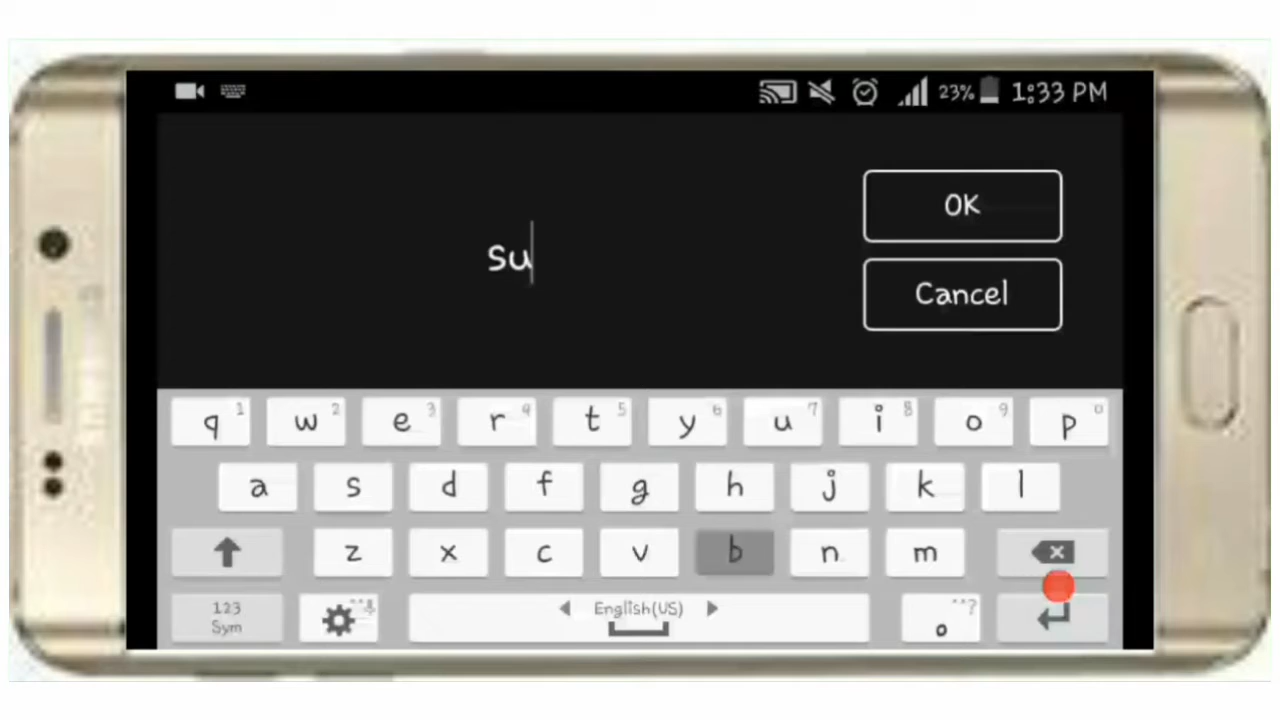 23% 1:33 PM
su
OK
Cancel
q 1 w 2 e 3 r 4 t 5 y 6 u 7 i 8 o 9 p 0
a s d f g h j k l
z x c v b n m
123
Sym
English(US)
. ?